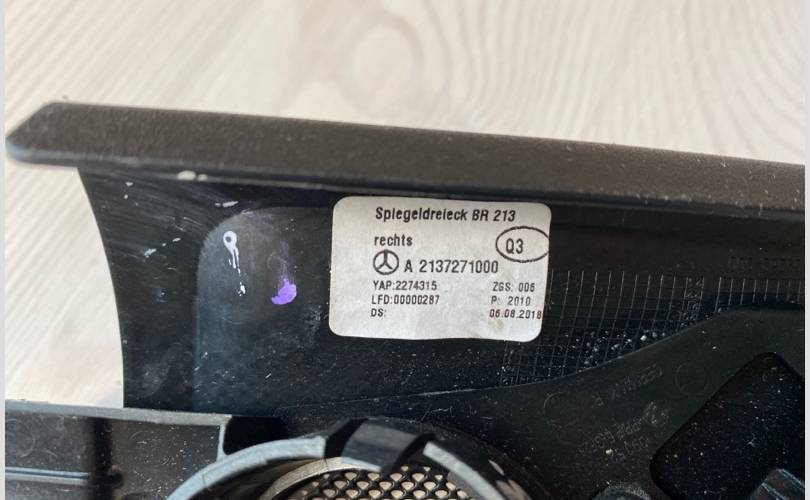 Spiegeldreieck BR 213
rechts
Q3
A 2137271000
YAP:2274315 ZGS: 006
LFD:00000287 P: 2010
DS: 06.08.2018